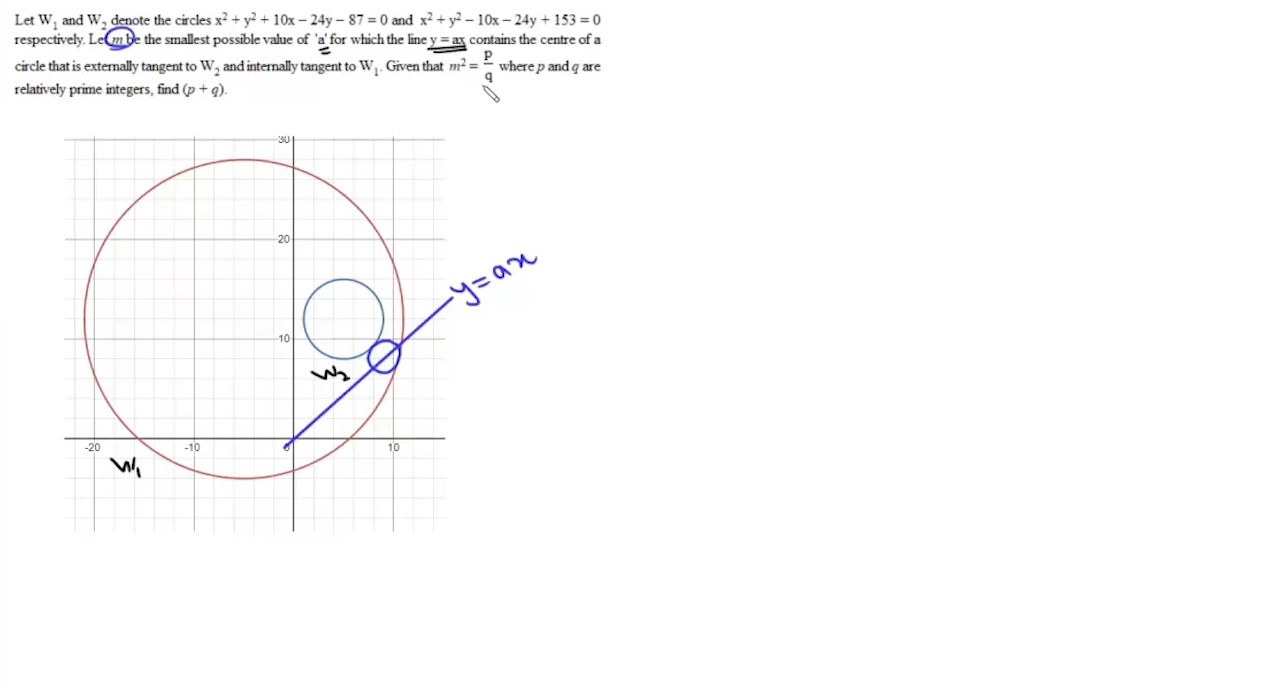 Let W₁ and W₂ denote the circles x² + y² + 10x – 24y – 87 = 0 and x² + y² – 10x – 24y + 153 = 0
respectively. Let m be the smallest possible value of 'a' for which the line y = ax contains the centre of a
circle that is externally tangent to W₂ and internally tangent to W₁. Given that m² = p/q where p and q are
relatively prime integers, find (p + q).
30
20
y=ax
10
W₂
-20 -10 0 10
W₁